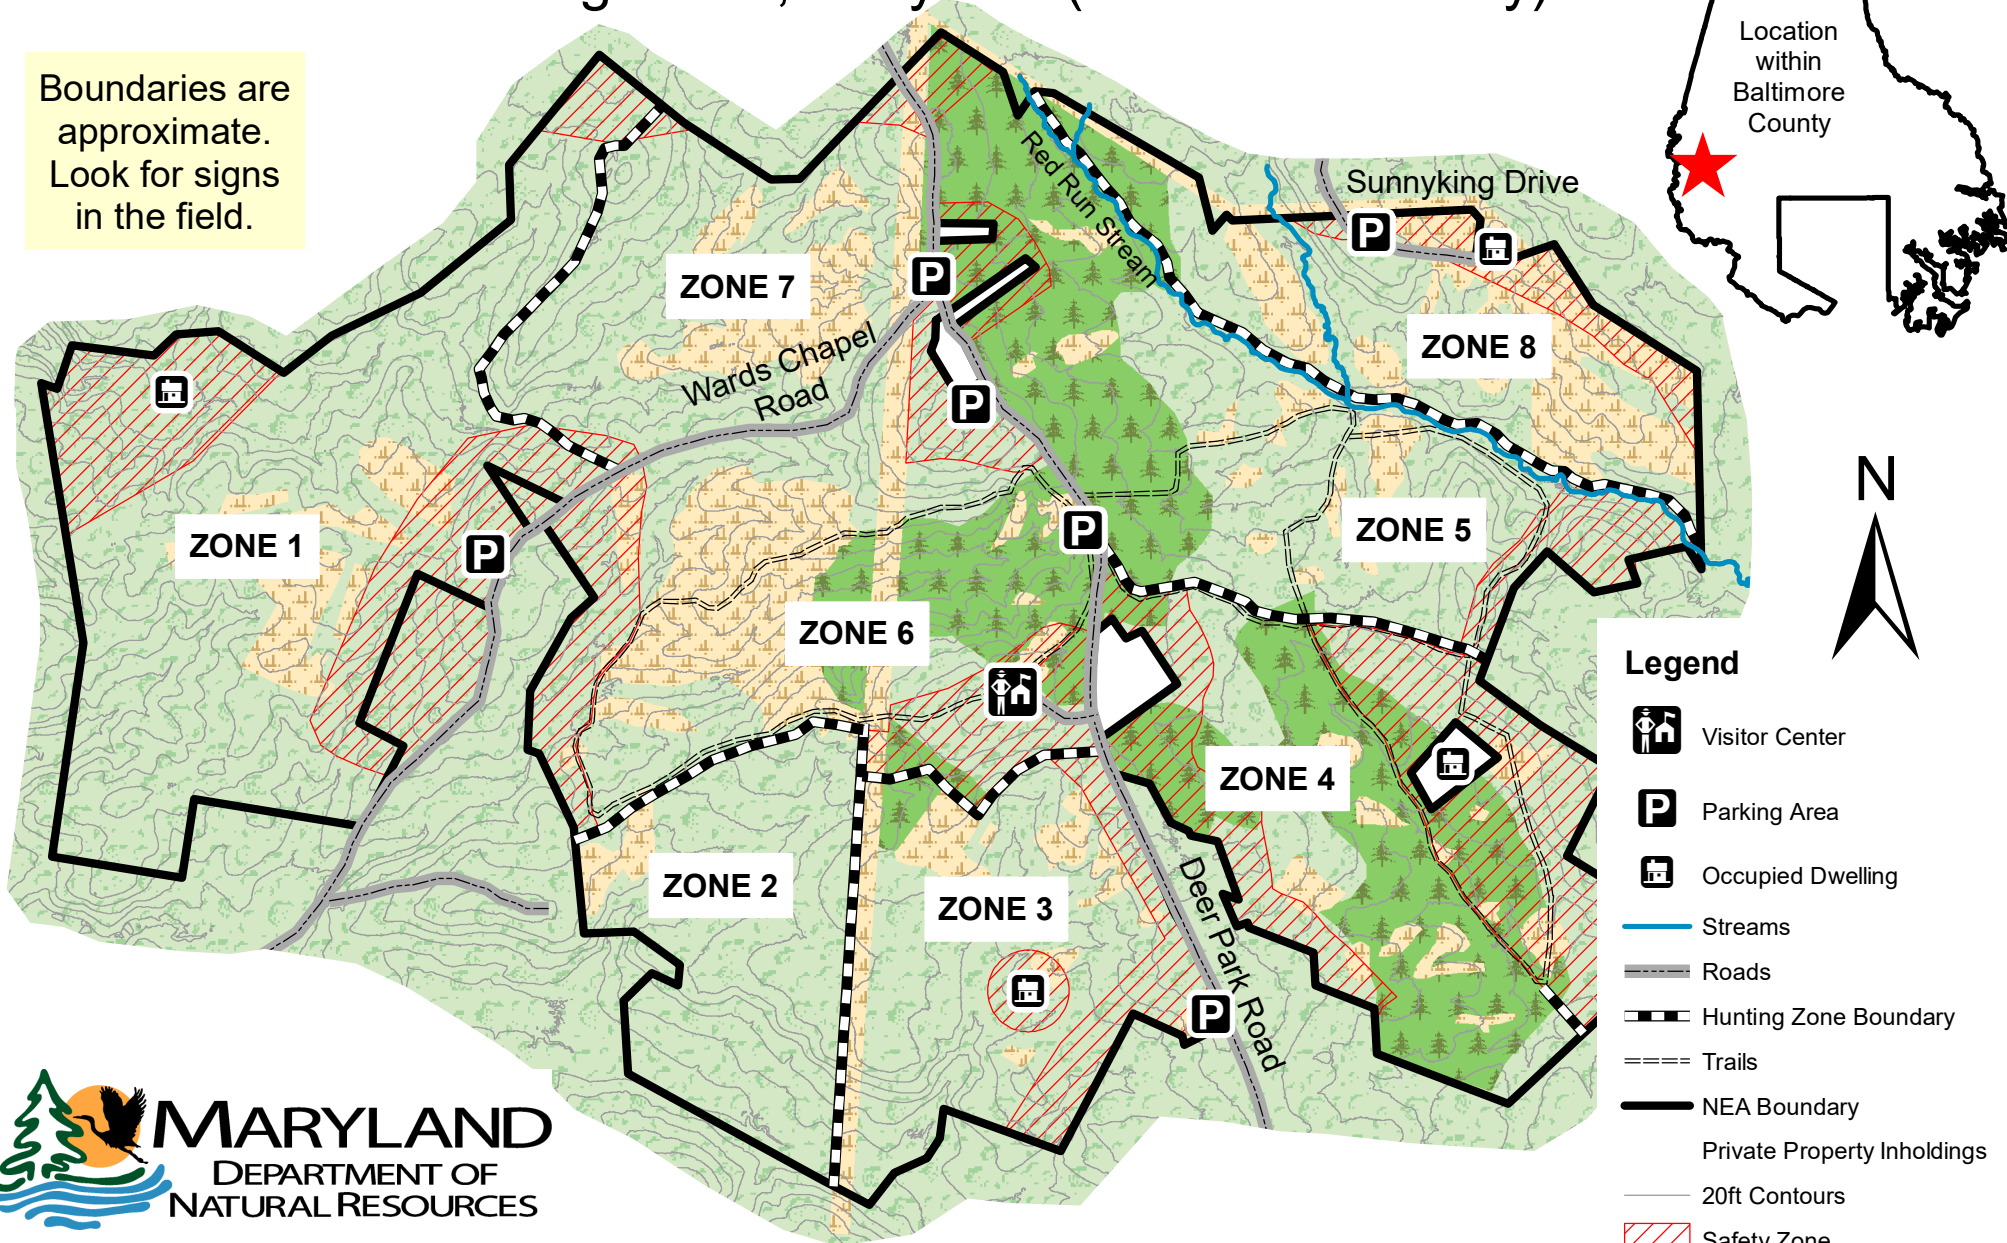 Boundaries are
approximate.
Look for signs
in the field.
Location
within
Baltimore
County
Sunnyking Drive
Red Run Stream
ZONE 7
ZONE 8
Wards Chapel
Road
P
P
P
P
P
P
N
ZONE 1
ZONE 5
ZONE 6
ZONE 4
ZONE 2
ZONE 3
Deer Park Road
Legend
Visitor Center
P Parking Area
Occupied Dwelling
Streams
Roads
Hunting Zone Boundary
Trails
NEA Boundary
Private Property Inholdings
20ft Contours
Safety Zone
MARYLAND
DEPARTMENT OF
NATURAL RESOURCES